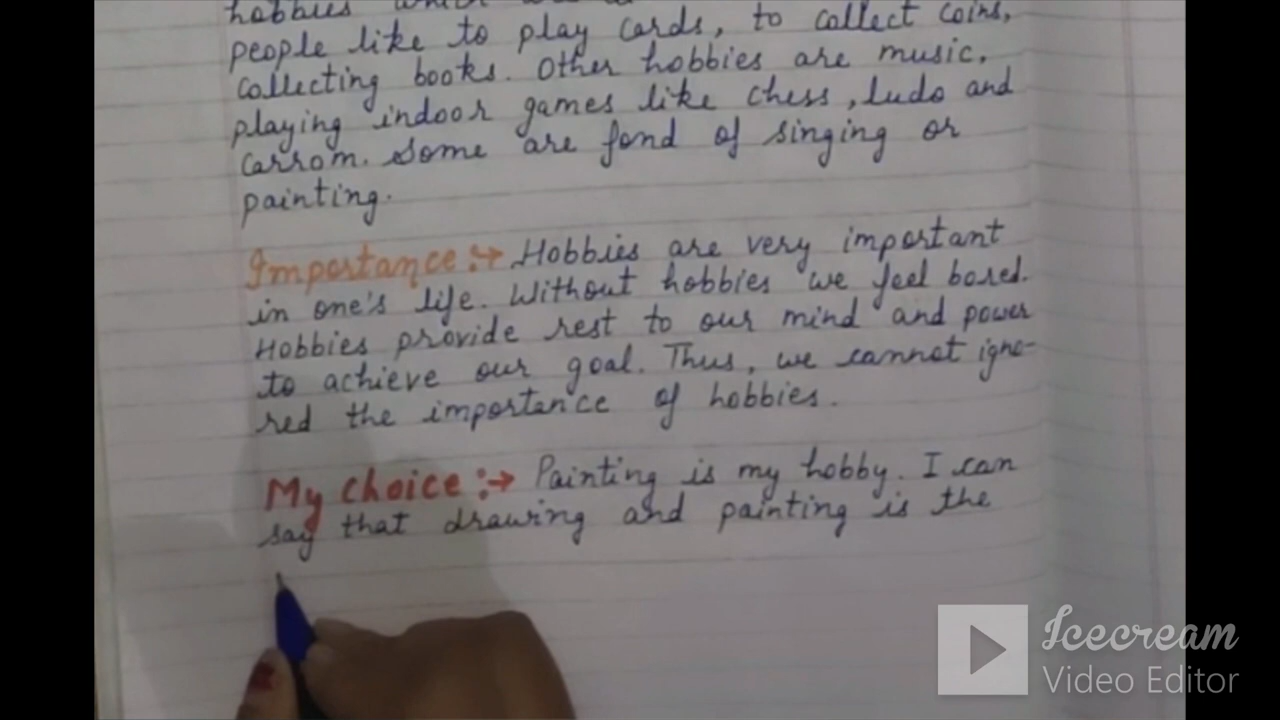 hobbies which
people like to play cards, to collect coins,
collecting books. Other hobbies are music,
playing indoor games like chess, ludo and
carrom. Some are fond of singing or
painting.
Importance :→ Hobbies are very important
in one's life. Without hobbies we feel bored.
Hobbies provide rest to our mind and power
to achieve our goal. Thus, we cannot igno-
red the importance of hobbies.
My choice :→ Painting is my hobby. I can
say that drawing and painting is the
Icecream
Video Editor